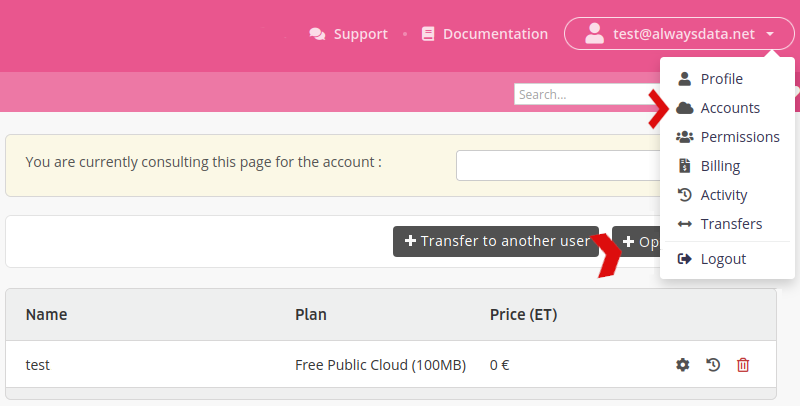 Support
Documentation
test@alwaysdata.net
Search...
Profile
Accounts
Permissions
Billing
Activity
Transfers
Logout
You are currently consulting this page for the account :
Transfer to another user
Op
Name Plan Price (ET)
test Free Public Cloud (100MB) 0 €